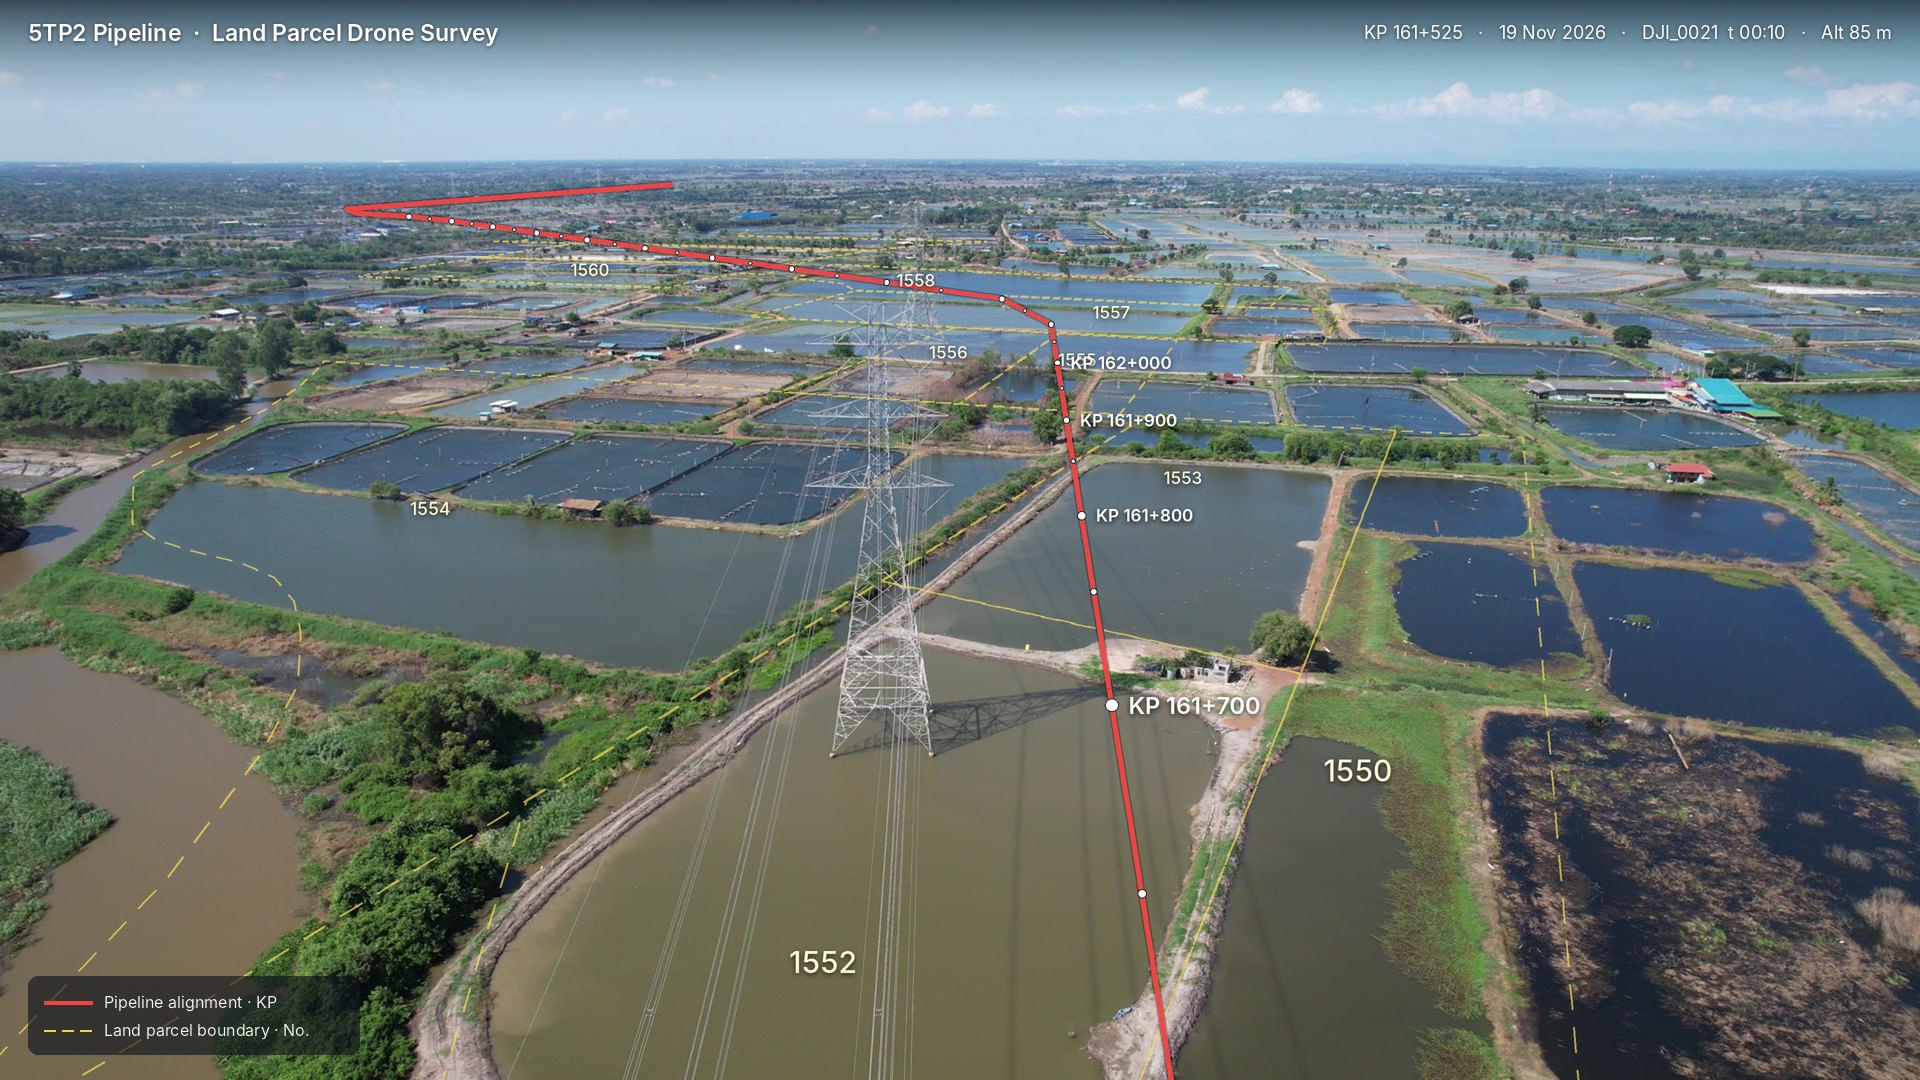 5TP2 Pipeline · Land Parcel Drone Survey
KP 161+525 · 19 Nov 2026 · DJI_0021 t 00:10 · Alt 85 m
1560
1558
1557
1556
1555
KP 162+000
KP 161+900
1553
1554
KP 161+800
KP 161+700
1550
1552
Pipeline alignment · KP
Land parcel boundary · No.